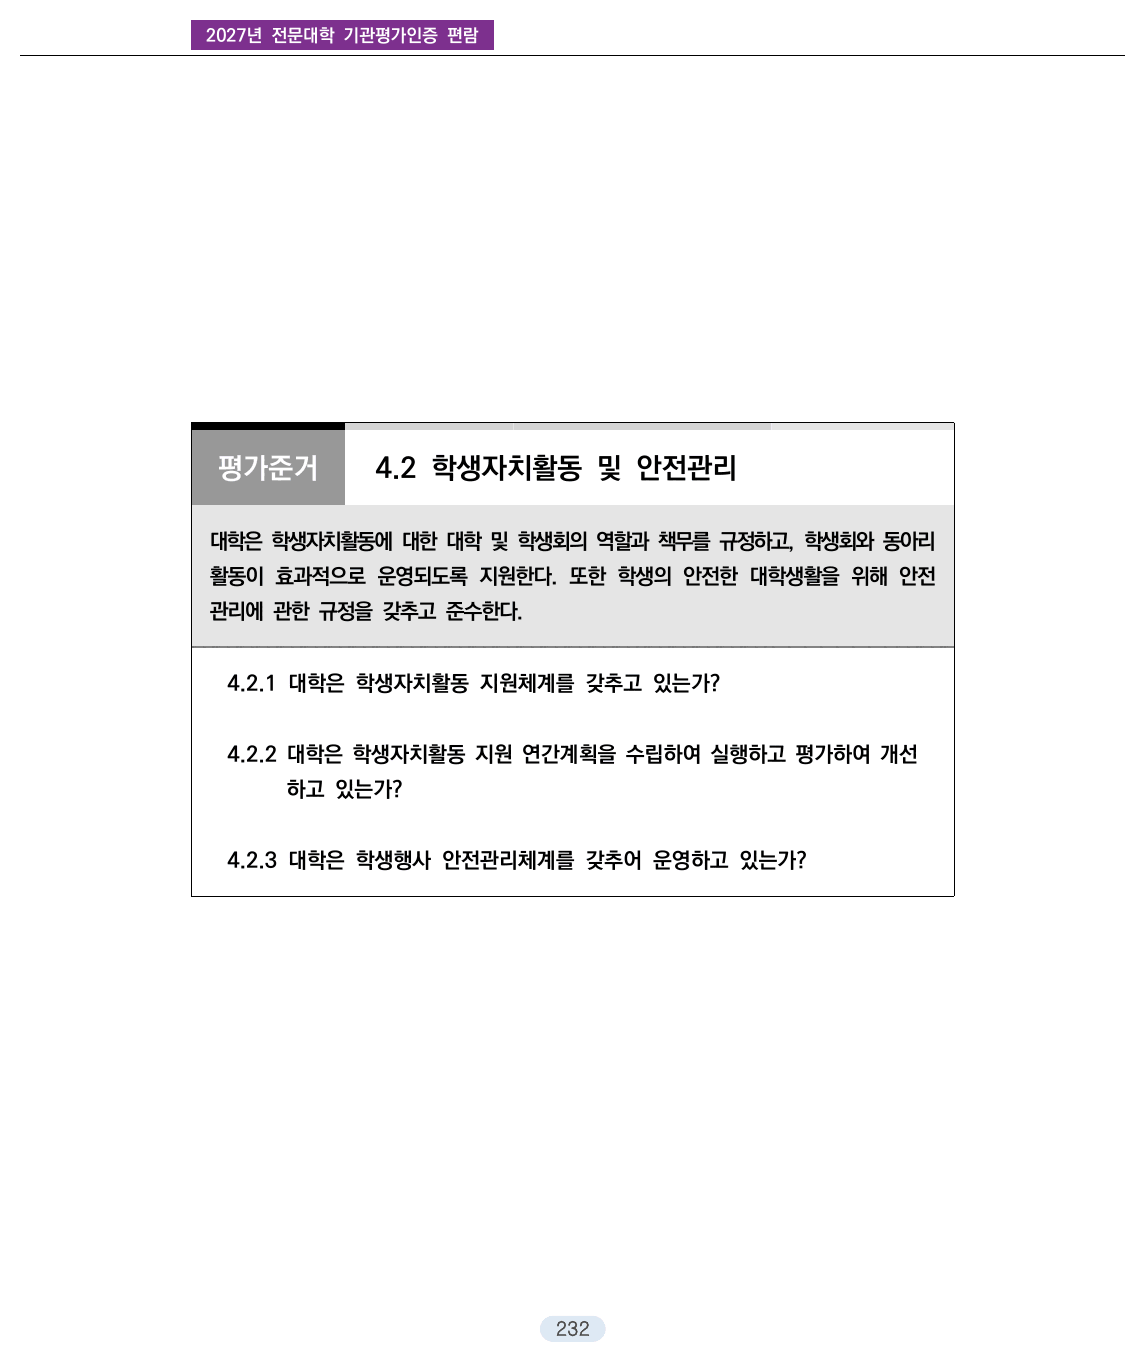 2027년 전문대학 기관평가인증 편람
평가준거 4.2 학생자치활동 및 안전관리
대학은 학생자치활동에 대한 대학 및 학생회의 역할과 책무를 규정하고, 학생회와 동아리
활동이 효과적으로 운영되도록 지원한다. 또한 학생의 안전한 대학생활을 위해 안전
관리에 관한 규정을 갖추고 준수한다.
4.2.1 대학은 학생자치활동 지원체계를 갖추고 있는가?
4.2.2 대학은 학생자치활동 지원 연간계획을 수립하여 실행하고 평가하여 개선
하고 있는가?
4.2.3 대학은 학생행사 안전관리체계를 갖추어 운영하고 있는가?
232